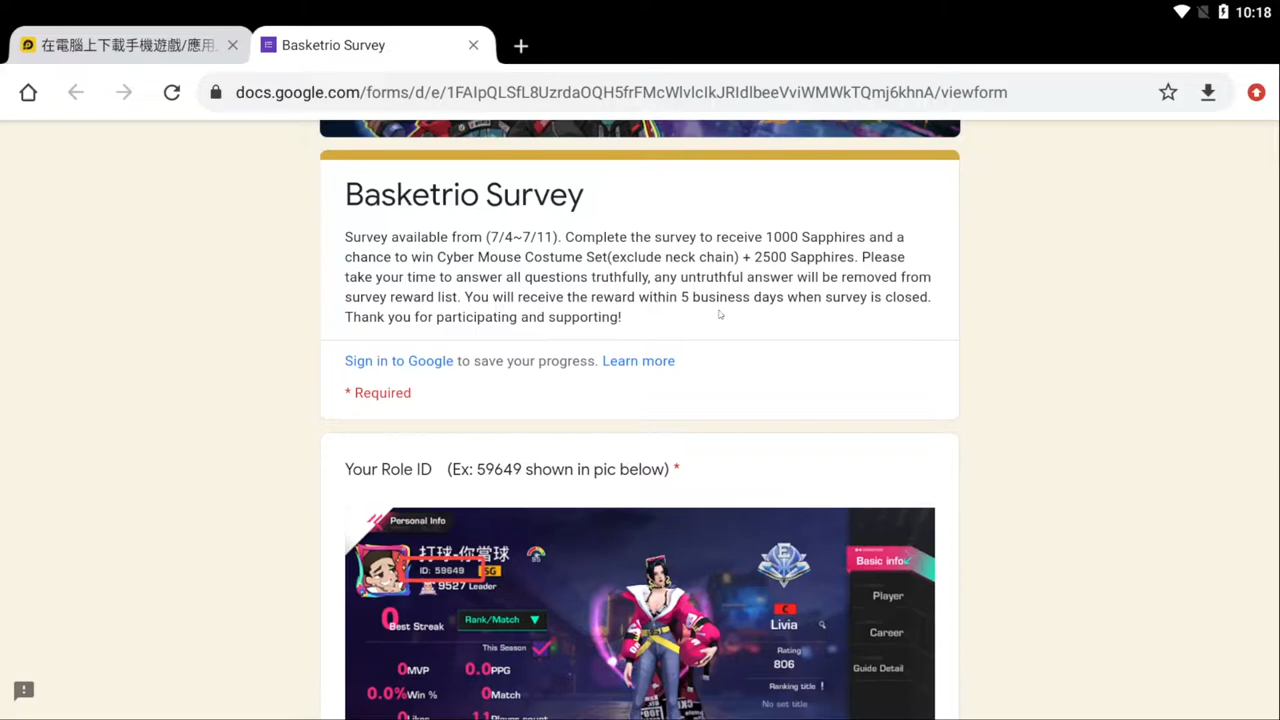 10:18
在電腦上下載手機遊戲/應用
Basketrio Survey
docs.google.com/forms/d/e/1FAIpQLSfL8UzrdaOQH5frFMcWlvlcIkJRIdlbeeVviWMWkTQmj6khnA/viewform
Basketrio Survey
Survey available from (7/4~7/11). Complete the survey to receive 1000 Sapphires and a
chance to win Cyber Mouse Costume Set(exclude neck chain) + 2500 Sapphires. Please
take your time to answer all questions truthfully, any untruthful answer will be removed from
survey reward list. You will receive the reward within 5 business days when survey is closed.
Thank you for participating and supporting!
Sign in to Google to save your progress. Learn more
* Required
Your Role ID (Ex: 59649 shown in pic below) *
Personal Info
打球-你當球
ID: 59649 SG
9527 Leader
0
Best Streak
Rank/Match ▼
This Season
0MVP
0.0PPG
0.0% Win %
0Match
Livia
Rating
806
Ranking title !
No set title
Basic info
Player
Career
Guide Detail